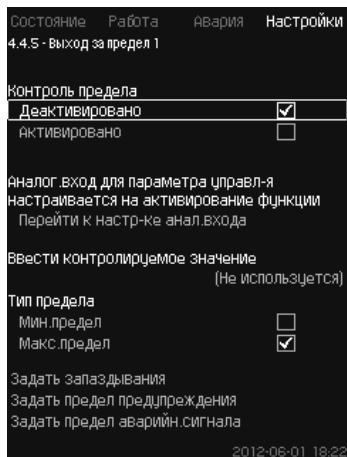 Состояние Работа Авария Настройки
4.4.5 - Выход за предел 1
Контроль предела
Деактивировано
Активировано
Аналог.вход для параметра управл-я
настраивается на активирование функции
Перейти к настр-ке анал.входа
Ввести контролируемое значение
(Не используется)
Тип предела
Мин.предел
Макс.предел
Задать запаздывания
Задать предел предупреждения
Задать предел аварийн.сигнала
2012-06-01 18:22